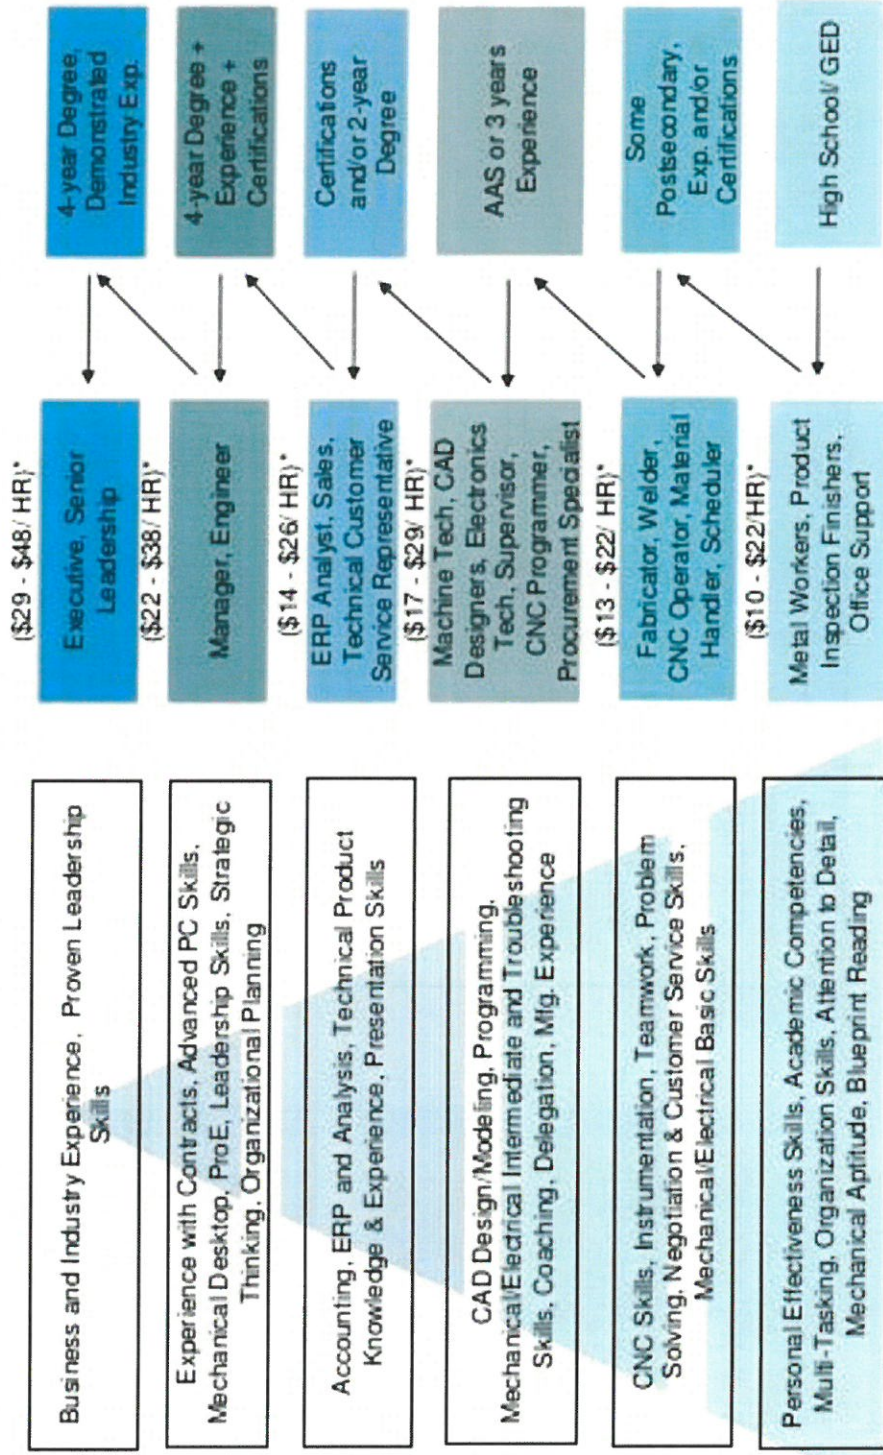 Business and Industry Experience, Proven Leadership
Skills
($29 - $48/ HR)*
Executive, Senior
Leadership
4-year Degree,
Demonstrated
Industry Exp.
Experience with Contracts, Advanced PC Skills,
Mechanical Desktop, ProE, Leadership Skills, Strategic
Thinking, Organizational Planning
($22 - $38/ HR)*
Manager, Engineer
4-year Degree +
Experience +
Certifications
Accounting, ERP and Analysis, Technical Product
Knowledge & Experience, Presentation Skills
($14 - $26/ HR)*
ERP Analyst, Sales,
Technical Customer
Service Representative
Certifications
and/or 2-year
Degree
CAD Design/Modeling, Programming,
Mechanical/Electrical Intermediate and Troubleshooting
Skills, Coaching, Delegation, Mfg. Experience
($17 - $29/ HR)*
Machine Tech, CAD
Designers, Electronics
Tech, Supervisor,
CNC Programmer,
Procurement Specialist
AAS or 3 years
Experience
CNC Skills, Instrumentation, Teamwork, Problem
Solving, Negotiation & Customer Service Skills,
Mechanical/Electrical Basic Skills
($13 - $22/ HR)*
Fabricator, Welder,
CNC Operator, Material
Handler, Scheduler
Some
Postsecondary,
Exp. and/or
Certifications
Personal Effectiveness Skills, Academic Competencies,
Multi-Tasking, Organization Skills, Attention to Detail,
Mechanical Aptitude, Blueprint Reading
($10 - $22/HR)*
Metal Workers, Product
Inspection Finishers,
Office Support
High School/ GED